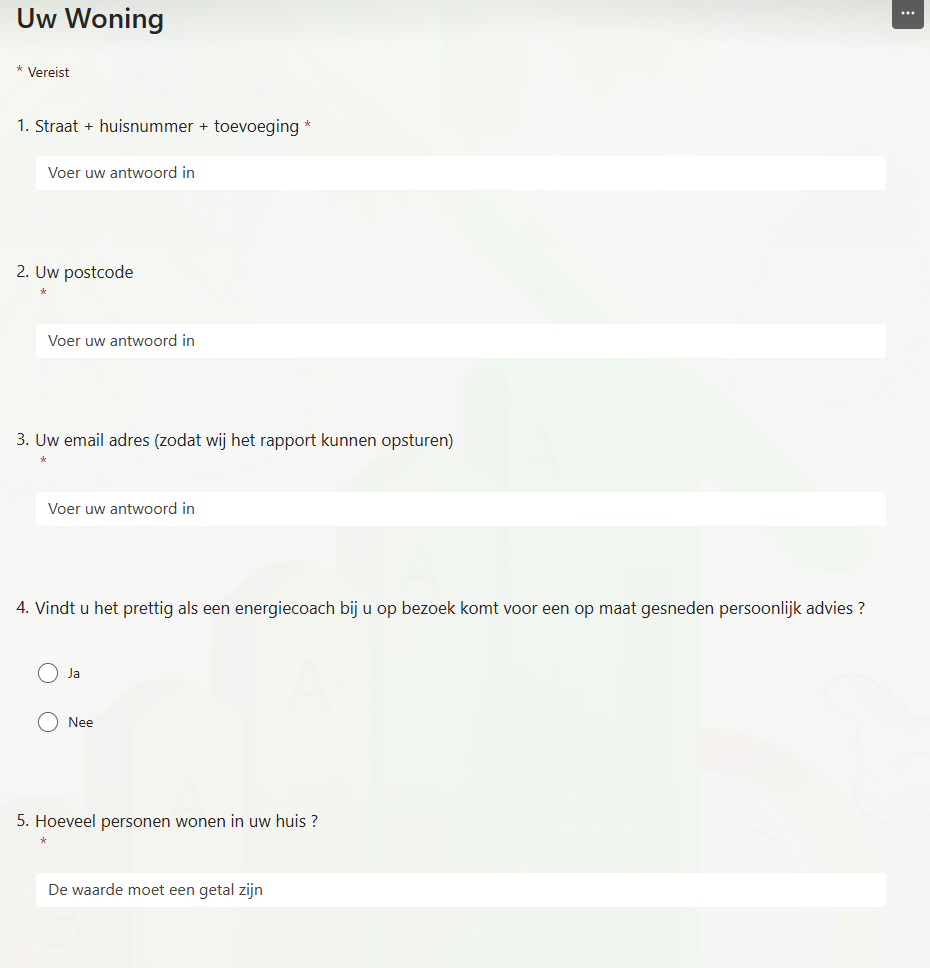 Uw Woning
* Vereist
1. Straat + huisnummer + toevoeging *
Voer uw antwoord in
2. Uw postcode
*
Voer uw antwoord in
3. Uw email adres (zodat wij het rapport kunnen opsturen)
*
Voer uw antwoord in
4. Vindt u het prettig als een energiecoach bij u op bezoek komt voor een op maat gesneden persoonlijk advies ?
Ja
Nee
5. Hoeveel personen wonen in uw huis ?
*
De waarde moet een getal zijn